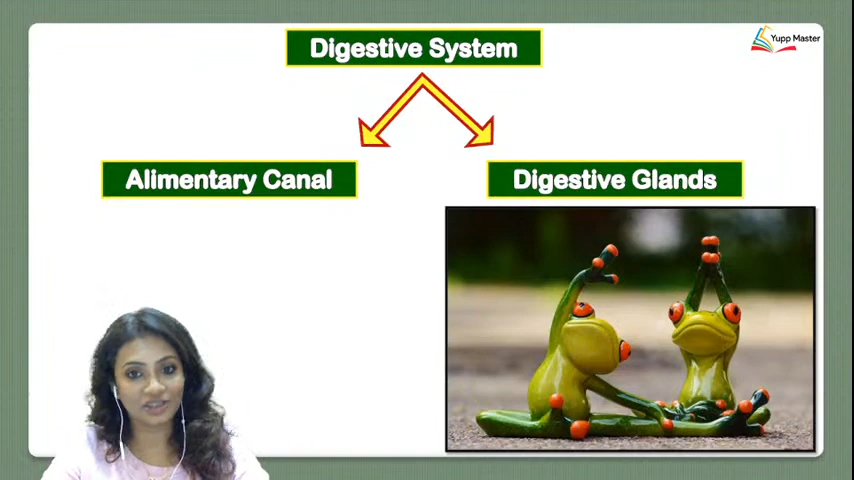 Digestive System
Yupp Master
Alimentary Canal
Digestive Glands